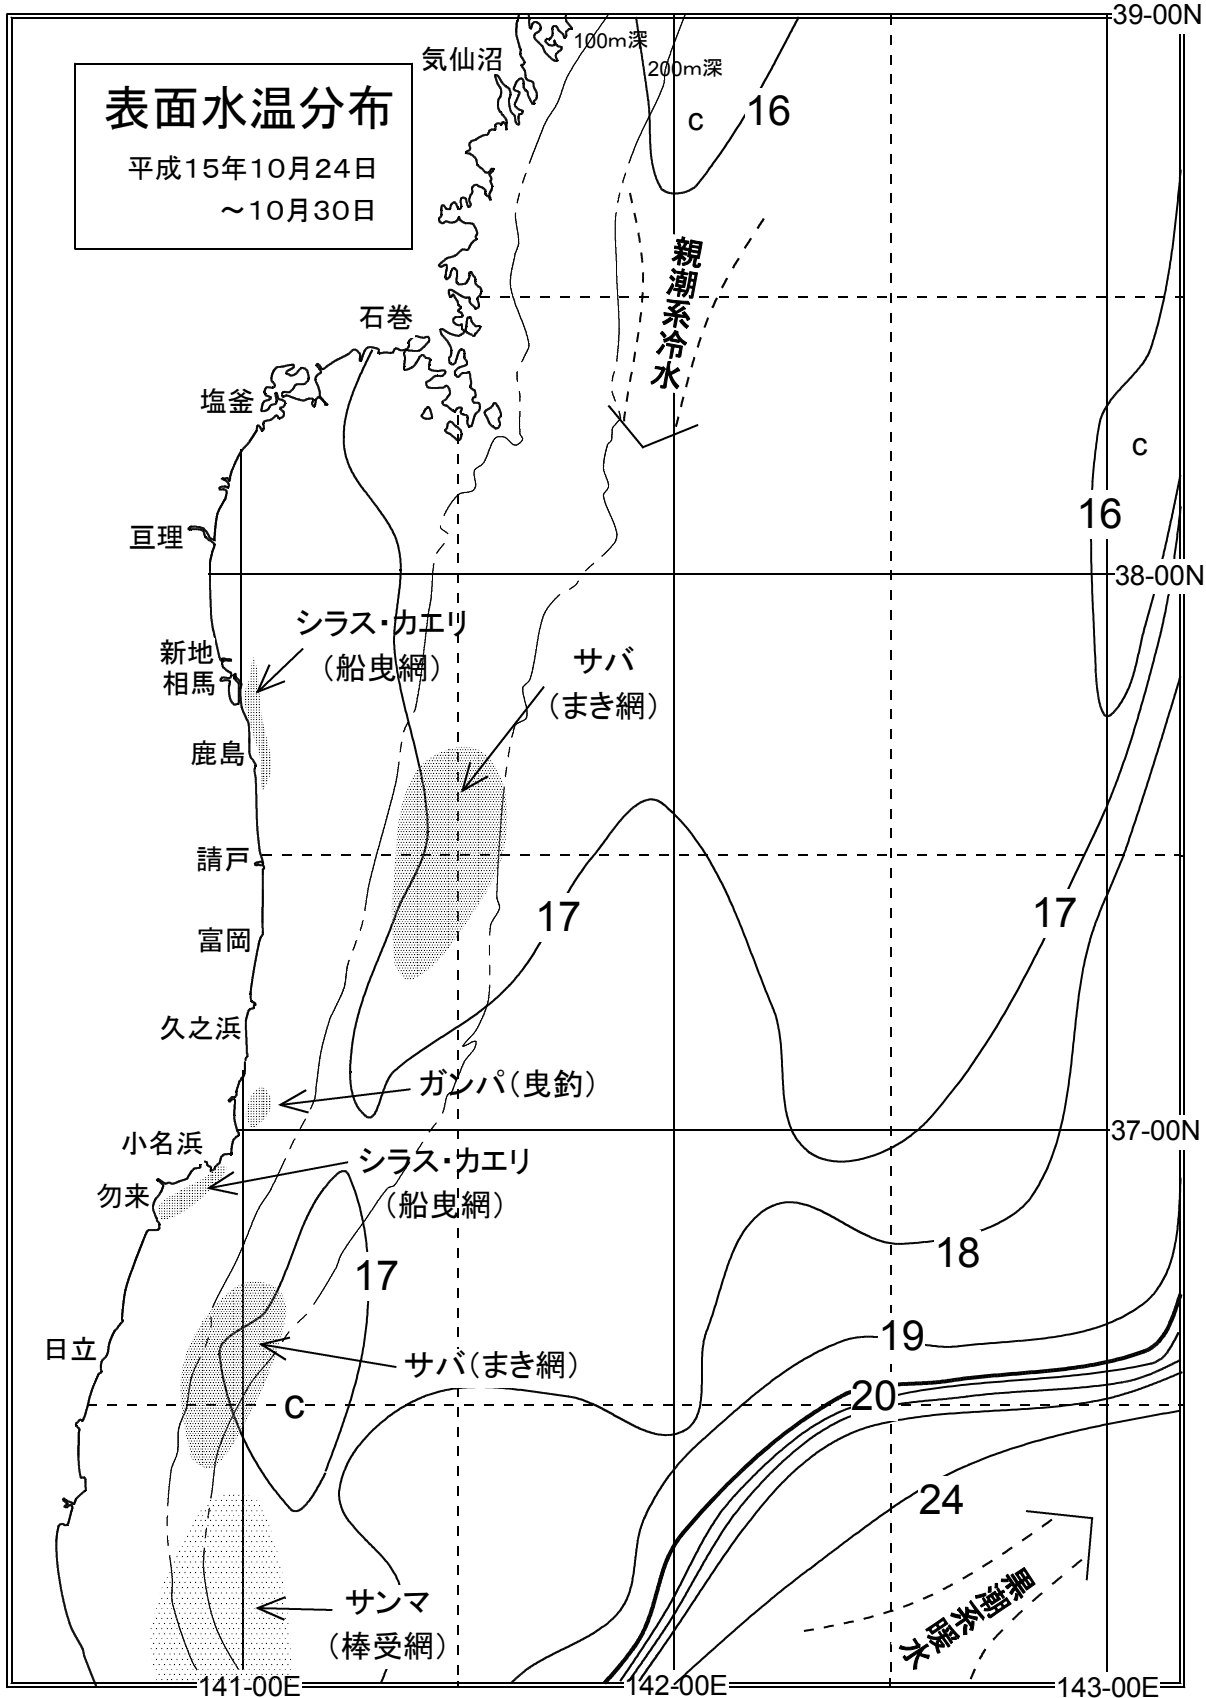 39-00N
気仙沼
100m深
200m深
表面水温分布
平成15年10月24日
~10月30日
c
16
親潮系冷水
石巻
塩釜
c
16
亘理
38-00N
シラス・カエリ
(船曳網)
新地
相馬
サバ
(まき網)
鹿島
請戸
17
17
富岡
久之浜
ガンパ(曳釣)
小名浜
37-00N
シラス・カエリ
(船曳網)
勿来
18
17
19
日立
サバ(まき網)
20
c
24
黒潮系暖水
サンマ
(棒受網)
141-00E
142-00E
143-00E